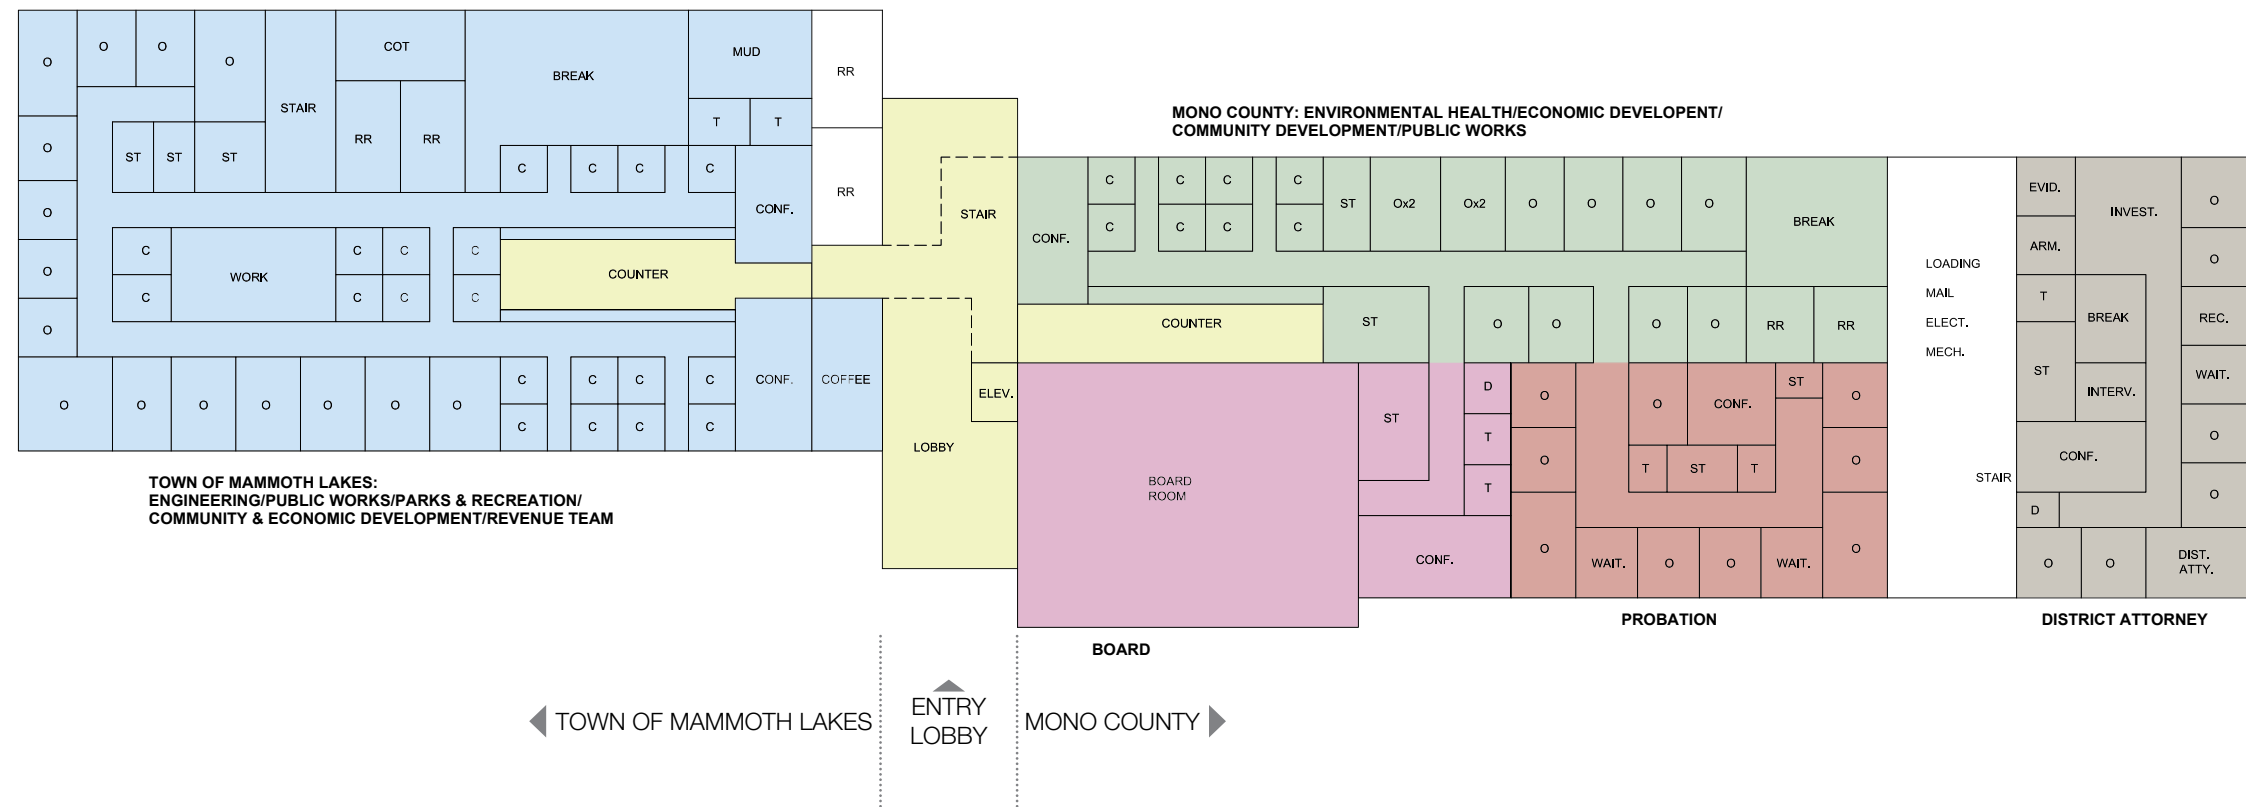 O
O
O
O
STAIR
COT
BREAK
MUD
RR
RR
RR
T
T
O
ST
ST
ST
C
C
C
C
CONF.
RR
O
O
O
C
C
WORK
C
C
C
C
C
C
COUNTER
O
O
O
O
O
O
O
C
C
C
C
C
C
C
C
CONF.
COFFEE
TOWN OF MAMMOTH LAKES:
ENGINEERING/PUBLIC WORKS/PARKS & RECREATION/
COMMUNITY & ECONOMIC DEVELOPMENT/REVENUE TEAM
STAIR
ELEV.
LOBBY
MONO COUNTY: ENVIRONMENTAL HEALTH/ECONOMIC DEVELOPENT/
COMMUNITY DEVELOPMENT/PUBLIC WORKS
CONF.
C
C
C
C
C
C
C
C
ST
Ox2
Ox2
O
O
O
O
BREAK
COUNTER
ST
O
O
O
O
RR
RR
BOARD
ROOM
ST
D
T
T
CONF.
O
O
O
O
CONF.
ST
O
T
ST
T
O
O
WAIT.
O
O
WAIT.
LOADING
MAIL
ELECT.
MECH.
STAIR
EVID.
INVEST.
O
ARM.
O
T
BREAK
REC.
ST
INTERV.
WAIT.
CONF.
O
O
D
O
O
DIST.
ATTY.
BOARD
PROBATION
DISTRICT ATTORNEY
TOWN OF MAMMOTH LAKES
ENTRY
LOBBY
MONO COUNTY